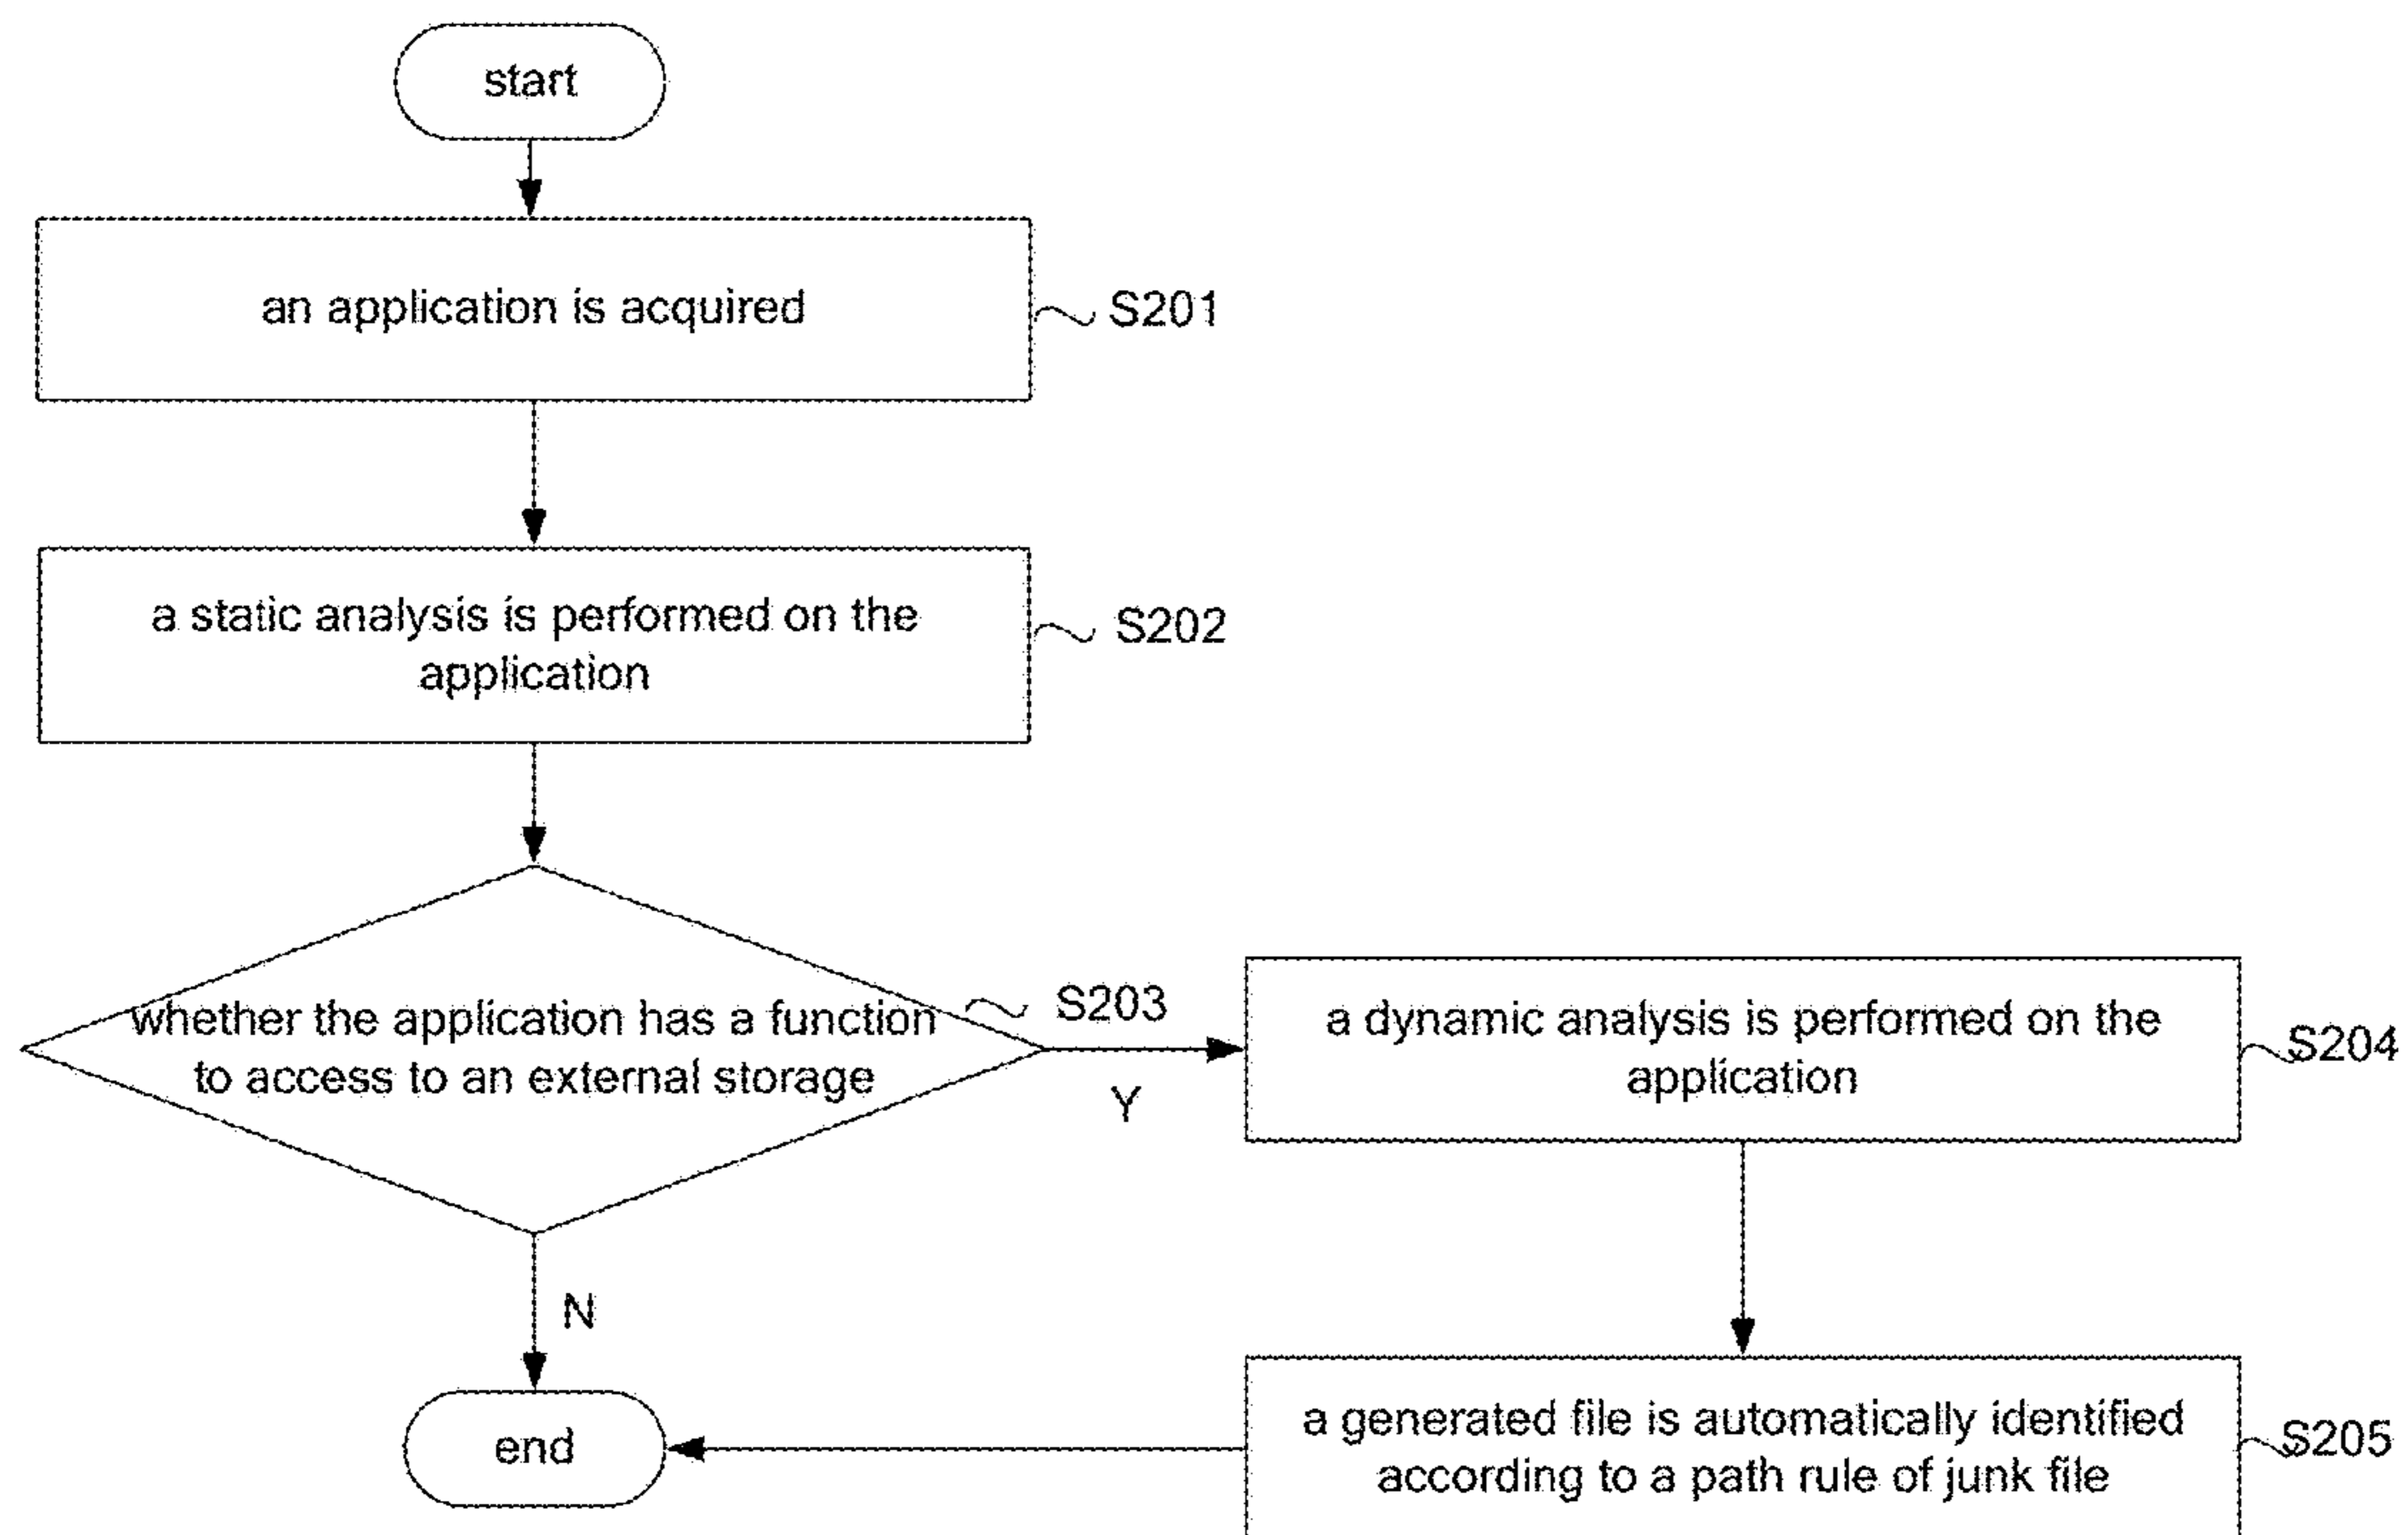 start
an application is acquired
S201
a static analysis is performed on the
application
S202
whether the application has a function
to access to an external storage
S203
Y
a dynamic analysis is performed on the
application
S204
N
end
a generated file is automatically identified
according to a path rule of junk file
S205